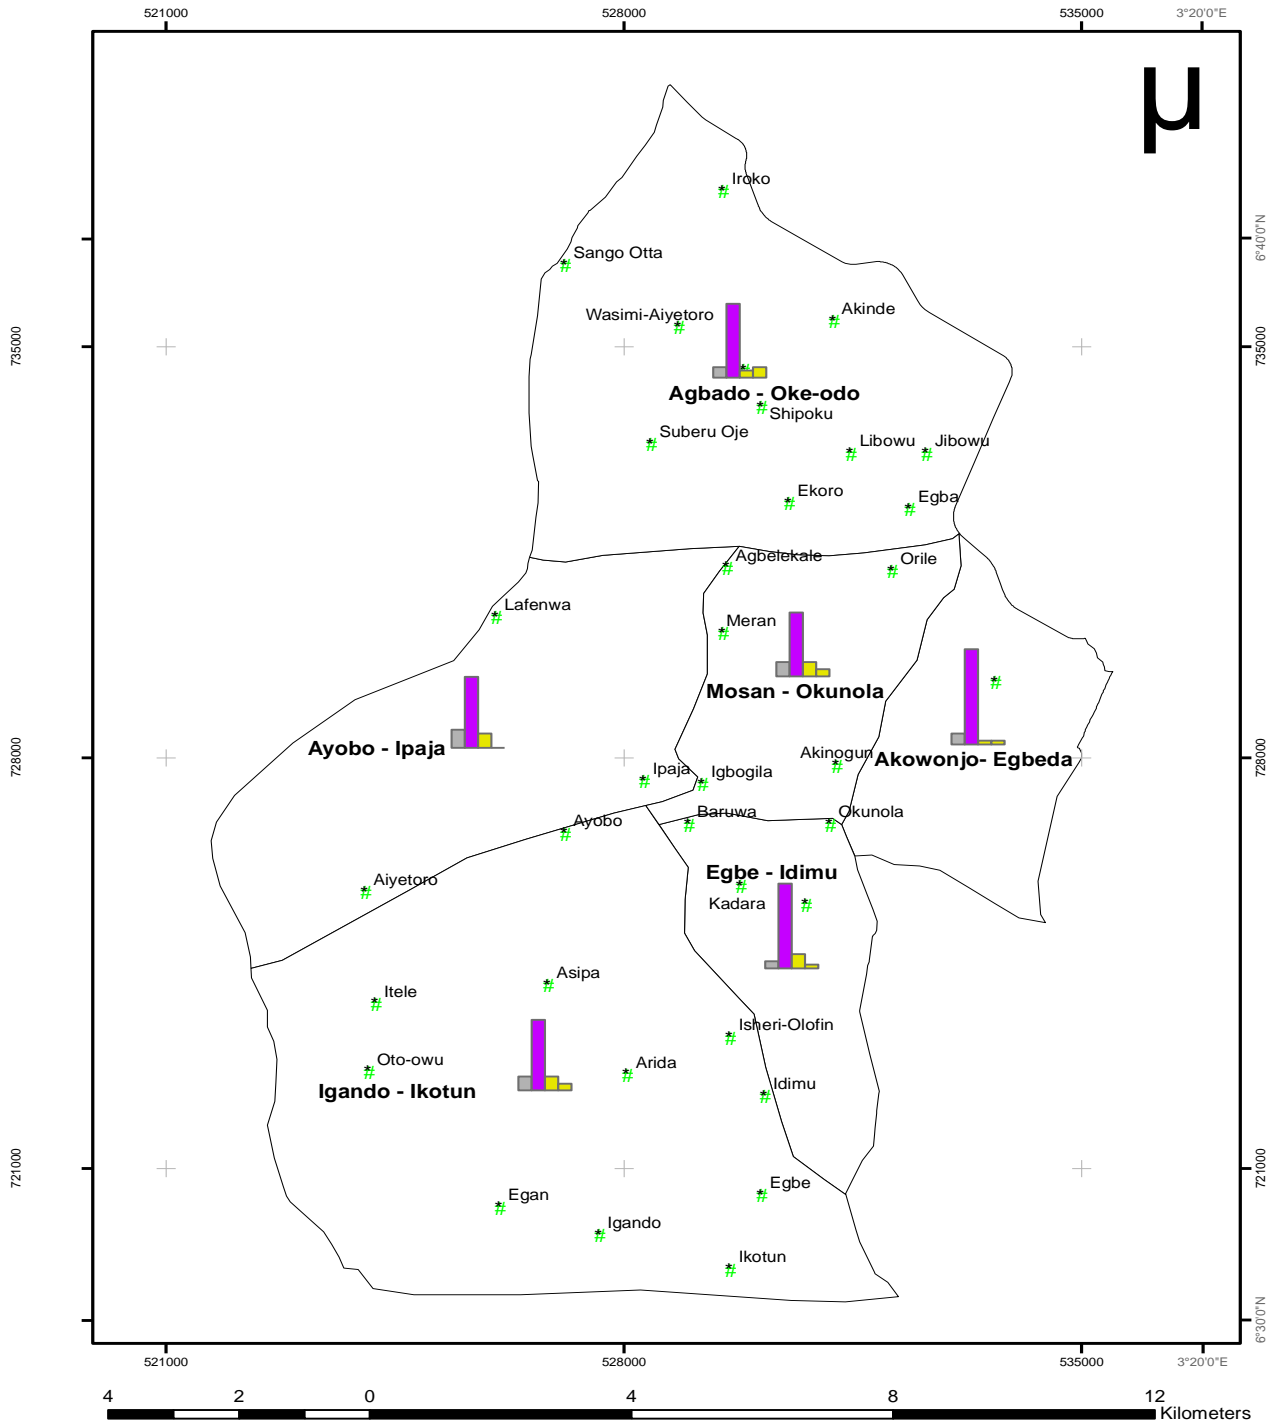 521000 528000 535000 3°20'0"E
µ
Iroko
6°40'0"N
Sango Otta
Wasimi-Aiyetoro
Akinde
735000 735000
Agbado - Oke-odo
Shipoku
Suberu Oje
Libowu
Jibowu
Ekoro
Egba
Agbelekale
Orile
Lafenwa
Meran
Mosan - Okunola
Ayobo - Ipaja
Akinogun
Akowonjo- Egbeda
728000 728000
Ipaja
Igbogila
Ayobo
Baruwa
Okunola
Egbe - Idimu
Aiyetoro
Kadara
Asipa
Itele
Isheri-Olofin
Oto-owu
Arida
Igando - Ikotun
Idimu
721000 721000
Egbe
Egan
Igando
Ikotun
6°30'0"N
521000 528000 535000 3°20'0"E
4 2 0 4 8 12
Kilometers